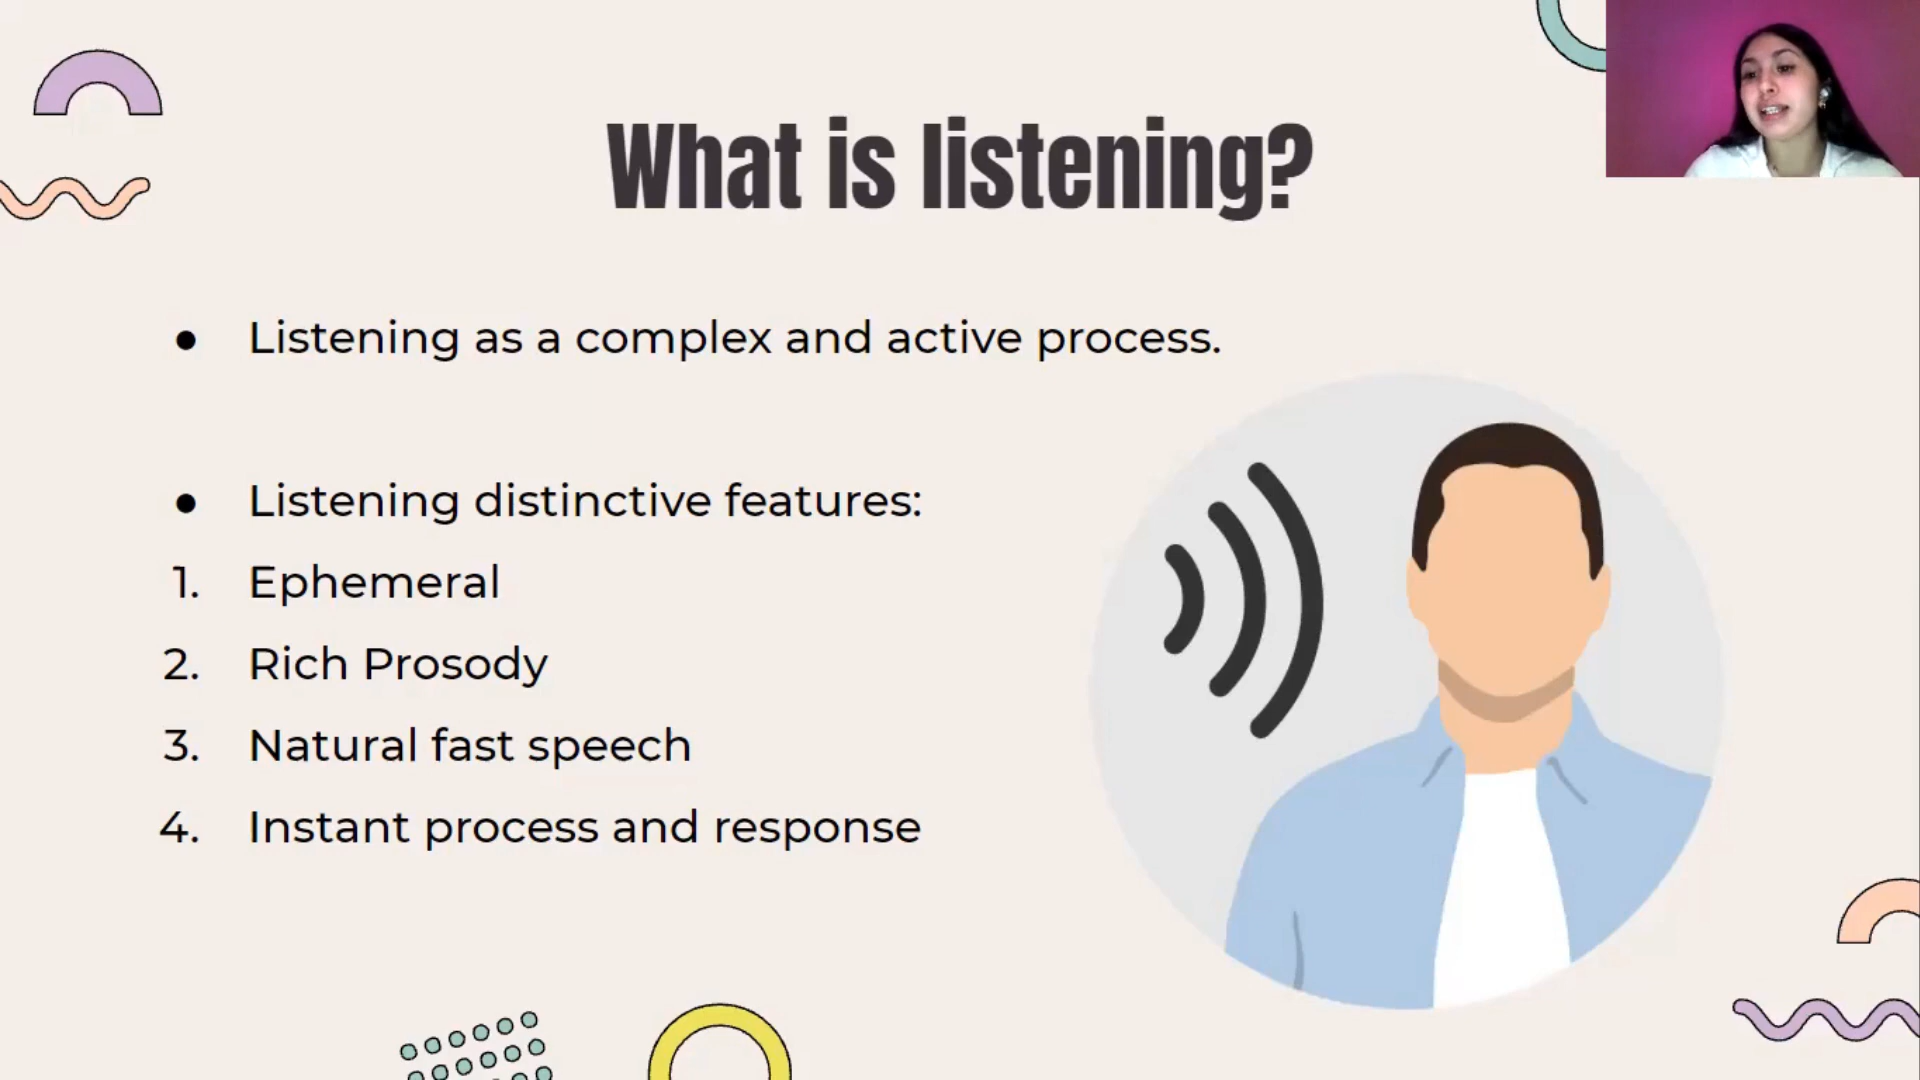 What is listening?
● Listening as a complex and active process.
● Listening distinctive features:
1. Ephemeral
2. Rich Prosody
3. Natural fast speech
4. Instant process and response